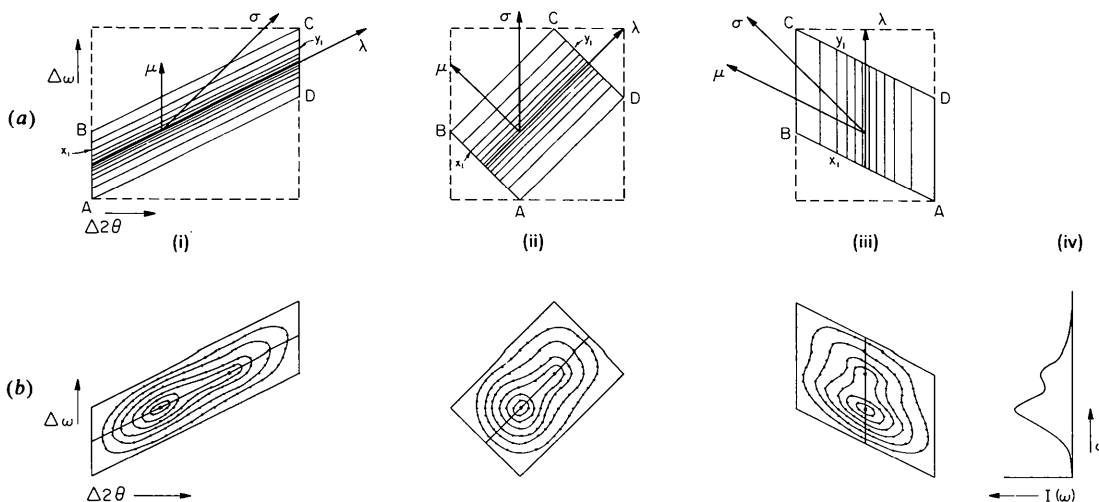 (a)
Δω
Δ2θ
A
B
C
D
x₁
y₁
μ
σ
λ
(i)
A
B
C
D
x₁
y₁
μ
σ
λ
(ii)
A
B
C
D
x₁
y₁
μ
σ
λ
(iii)
(iv)
(b)
Δω
Δ2θ
I (ω)